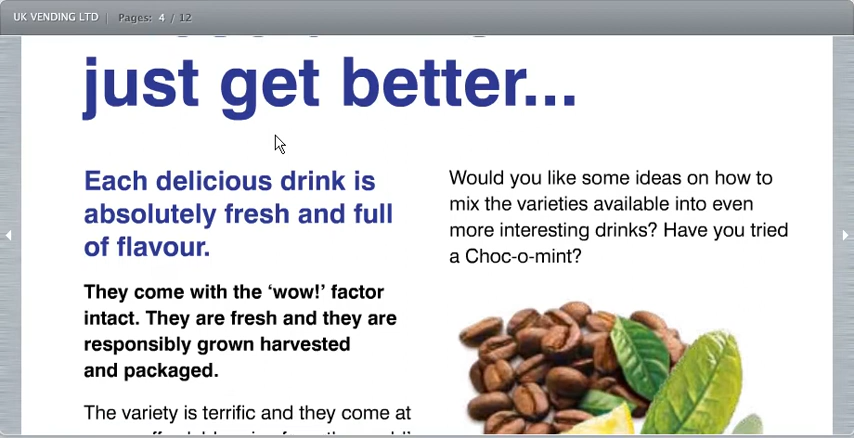 UK VENDING LTD Pages: 4 / 12
just get better...
Each delicious drink is
absolutely fresh and full
of flavour.
They come with the ‘wow!’ factor
intact. They are fresh and they are
responsibly grown harvested
and packaged.
The variety is terrific and they come at
Would you like some ideas on how to
mix the varieties available into even
more interesting drinks? Have you tried
a Choc-o-mint?